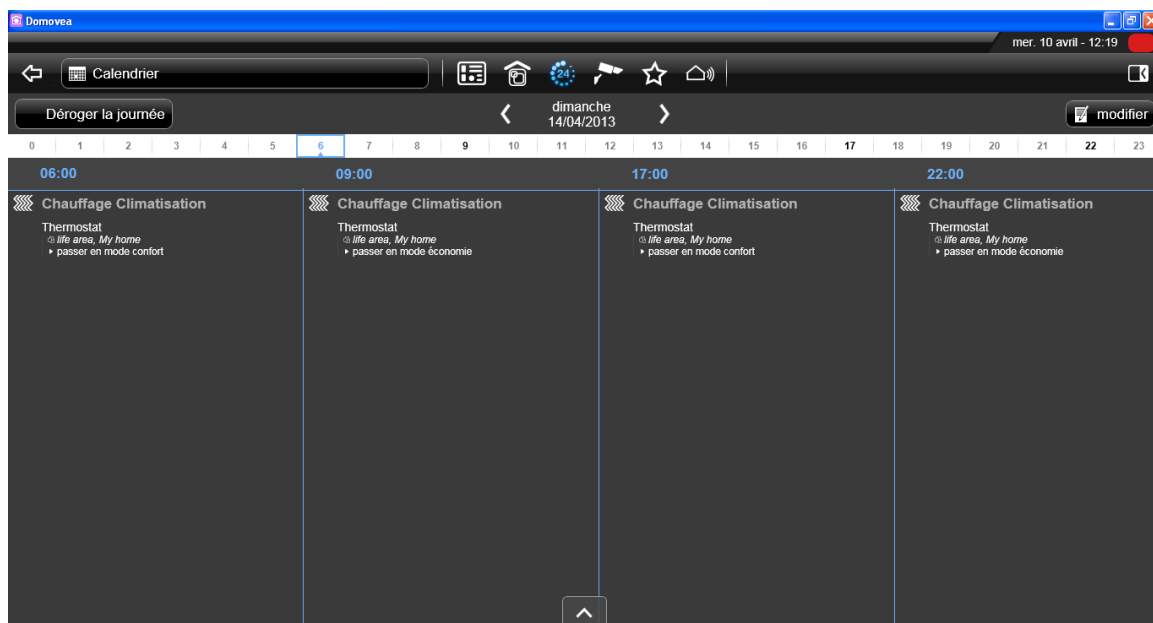 Domovea
mer. 10 avril - 12:19
Calendrier
24
Déroger la journée
dimanche
14/04/2013
modifier
0 1 2 3 4 5 6 7 8 9 10 11 12 13 14 15 16 17 18 19 20 21 22 23
06:00 09:00 17:00 22:00
Chauffage Climatisation
Thermostat
life area, My home
passer en mode confort
Chauffage Climatisation
Thermostat
life area, My home
passer en mode économie
Chauffage Climatisation
Thermostat
life area, My home
passer en mode confort
Chauffage Climatisation
Thermostat
life area, My home
passer en mode économie